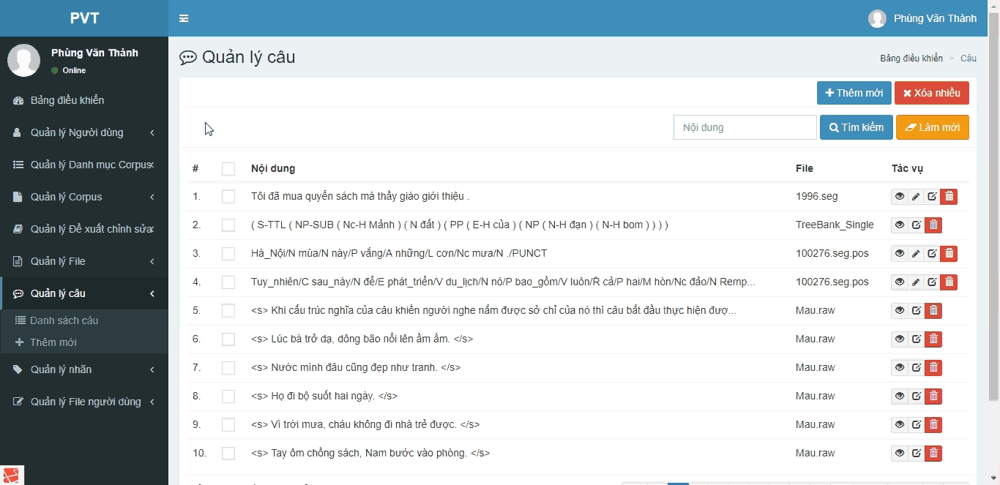 PVT
Phùng Văn Thành
Phùng Văn Thành
Online
Bảng điều khiển
Quản lý Người dùng
Quản lý Danh mục Corpus
Quản lý Corpus
Quản lý Đề xuất chỉnh sửa
Quản lý File
Quản lý câu
Danh sách câu
Thêm mới
Quản lý nhãn
Quản lý File người dùng
Quản lý câu
Bảng điều khiển > Câu
Thêm mới Xóa nhiều
Nội dung Tìm kiếm Làm mới
# Nội dung File Tác vụ
1. Tôi đã mua quyển sách mà thầy giáo giới thiệu . 1996.seg
2. ( S-TTL ( NP-SUB ( Nc-H Mảnh ) ( N đất ) ( PP ( E-H của ) ( NP ( N-H đạn ) ( N-H bom ) ) ) ) TreeBank_Single
3. Hà_Nội/N mùa/N này/P vắng/A những/L cơn/Nc mưa/N ./PUNCT 100276.seg.pos
4. Tuy_nhiên/C sau_này/N để/E phát_triển/V du_lịch/N nó/P bao_gồm/V luôn/R cả/P hai/M hòn/Nc đảo/N Remp... 100276.seg.pos
5. <s> Khi cấu trúc nghĩa của câu khiến người nghe nắm được sở chỉ của nó thì câu bắt đầu thực hiện đượ... Mau.raw
6. <s> Lúc bà trở dạ, dông bão nổi lên ầm ầm. </s> Mau.raw
7. <s> Nước mình đâu cũng đẹp như tranh. </s> Mau.raw
8. <s> Họ đi bộ suốt hai ngày. </s> Mau.raw
9. <s> Vì trời mưa, cháu không đi nhà trẻ được. </s> Mau.raw
10. <s> Tay ôm chồng sách, Nam bước vào phòng. </s> Mau.raw